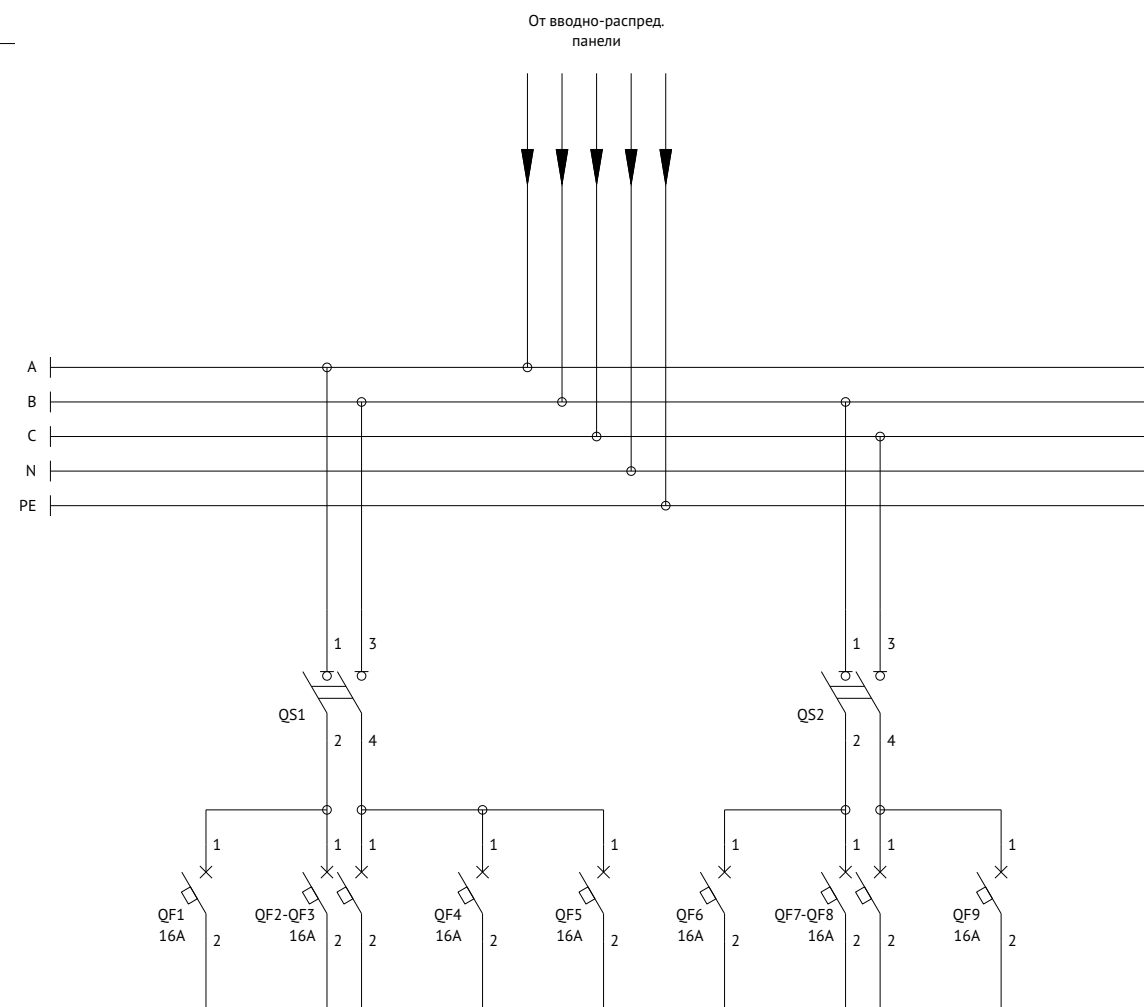 От вводно-распред.
панели
A
B
C
N
PE
1 3 1 3
QS1 QS2
2 4 2 4
1 1 1 1 1 1 1 1 1
QF1 QF2-QF3 QF4 QF5 QF6 QF7-QF8 QF9
16A 16A 16A 16A 16A 16A 16A
2 2 2 2 2 2 2 2 2